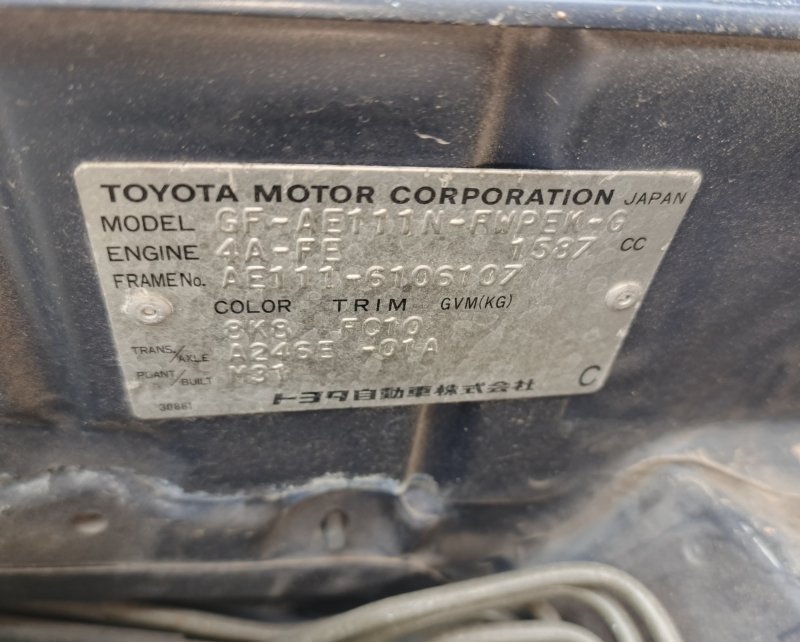 TOYOTA MOTOR CORPORATION JAPAN
MODEL GF-AE111N-RWPEK-G
ENGINE 4A-FE 1587 CC
FRAME No. AE111-6106107
COLOR TRIM GVM(KG)
8K8 FC10
TRANS./AXLE A246E -01A
PLANT/BUILT M31
トヨタ自動車株式会社 C
30881